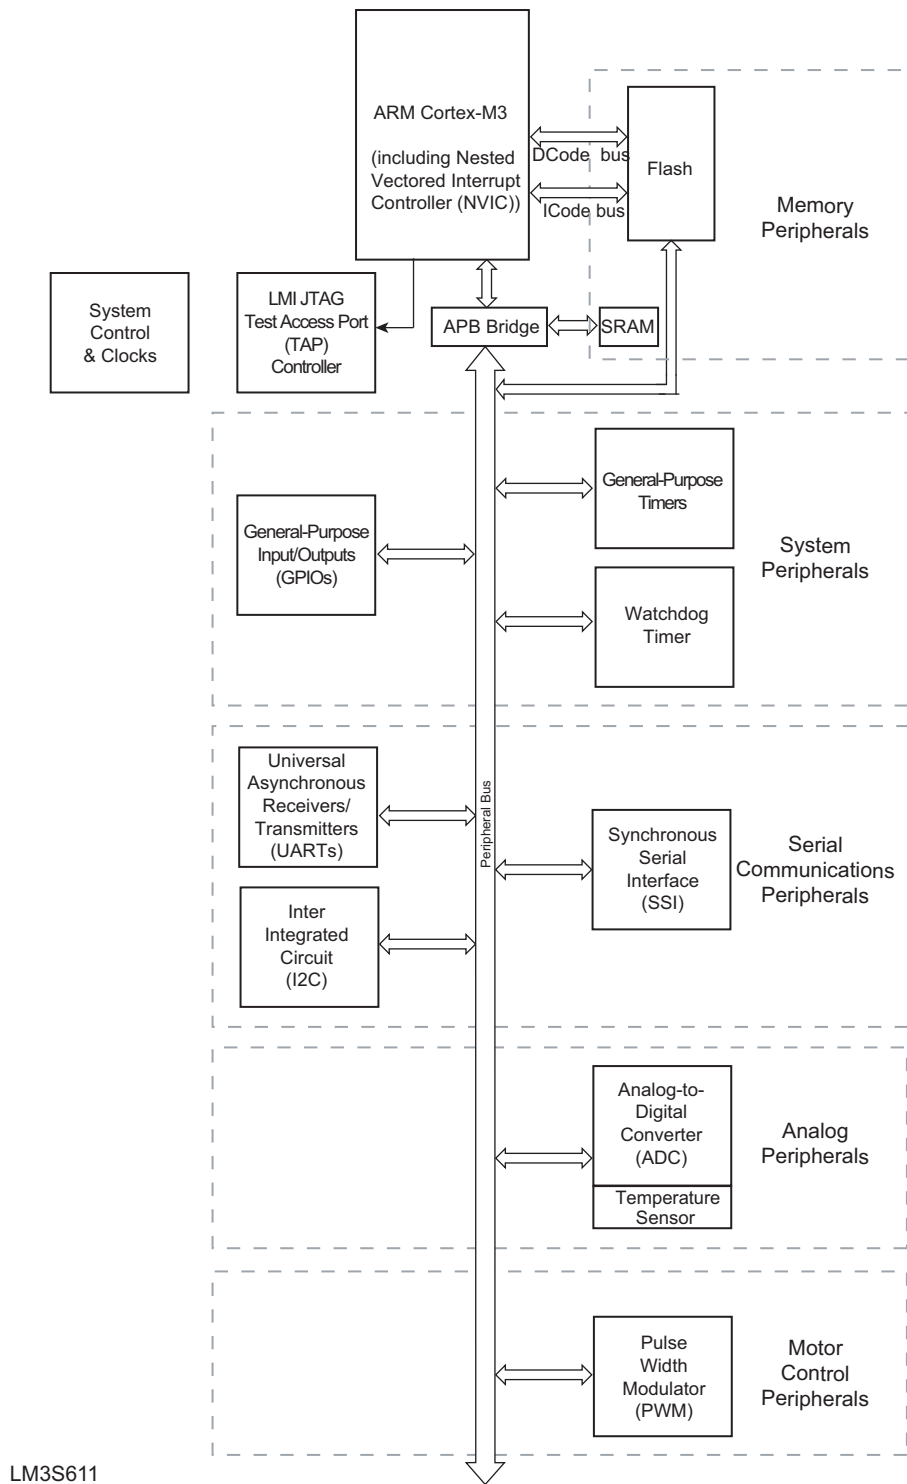 ARM Cortex-M3
(including Nested
Vectored Interrupt
Controller (NVIC))
DCode bus
ICode bus
Flash
Memory
Peripherals
System
Control
& Clocks
LMI JTAG
Test Access Port
(TAP)
Controller
APB Bridge
SRAM
General-Purpose
Timers
General-Purpose
Input/Outputs
(GPIOs)
System
Peripherals
Watchdog
Timer
Universal
Asynchronous
Receivers/
Transmitters
(UARTs)
Peripheral Bus
Synchronous
Serial
Interface
(SSI)
Serial
Communications
Peripherals
Inter
Integrated
Circuit
(I2C)
Analog-to-
Digital
Converter
(ADC)
Temperature
Sensor
Analog
Peripherals
Pulse
Width
Modulator
(PWM)
Motor
Control
Peripherals
LM3S611